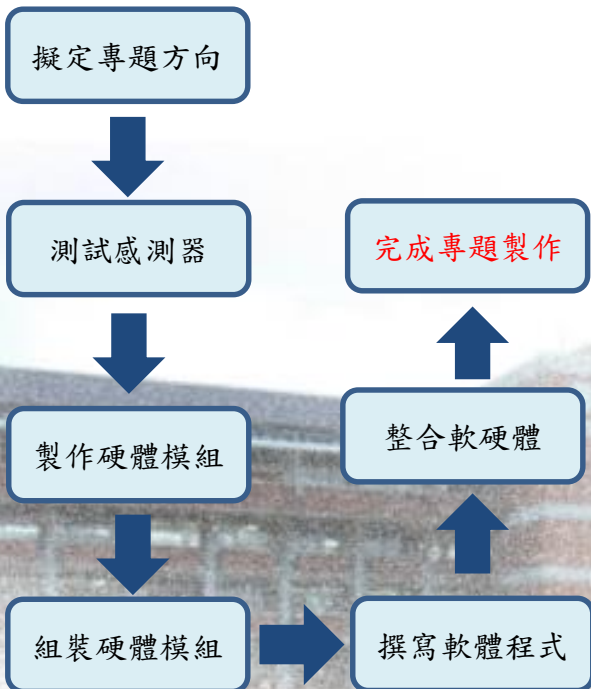 擬定專題方向
測試感測器
製作硬體模組
組裝硬體模組
撰寫軟體程式
整合軟硬體
完成專題製作